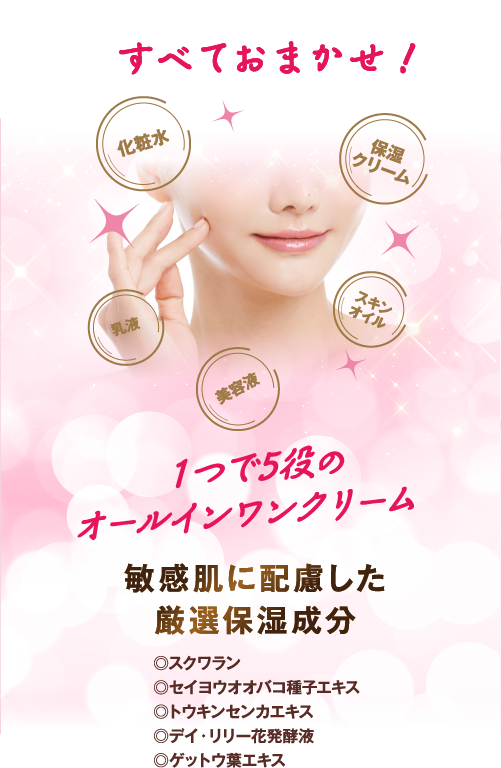 すべておまかせ！
化粧水
保湿
クリーム
乳液
スキン
オイル
美容液
1つで5役の
オールインワンクリーム
敏感肌に配慮した
厳選保湿成分
◎スクワラン
◎セイヨウオオバコ種子エキス
◎トウキンセンカエキス
◎デイ・リリー花発酵液
◎ゲットウ葉エキス